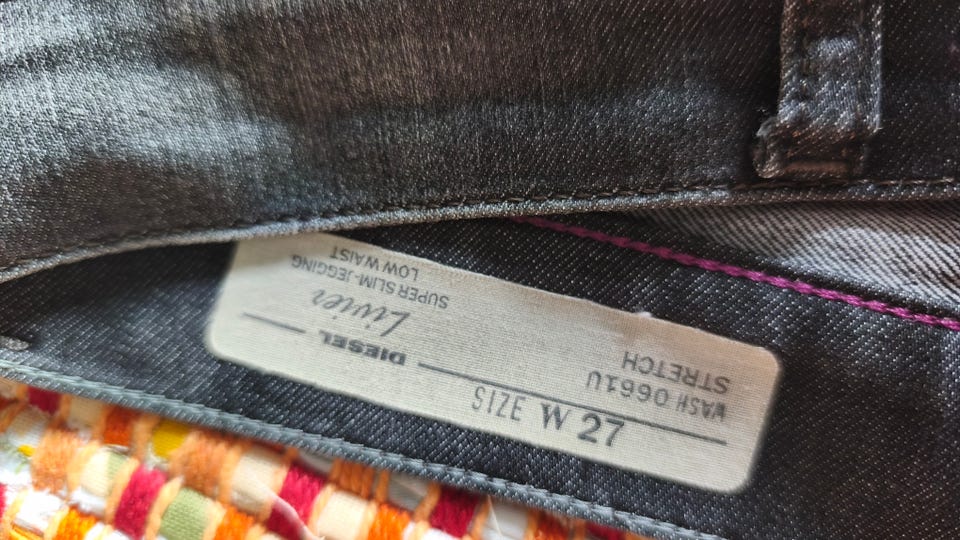 DIESEL
Livier
SUPER SLIM-JEGGING
LOW WAIST
SIZE W 27
WASH 0661U
STRETCH